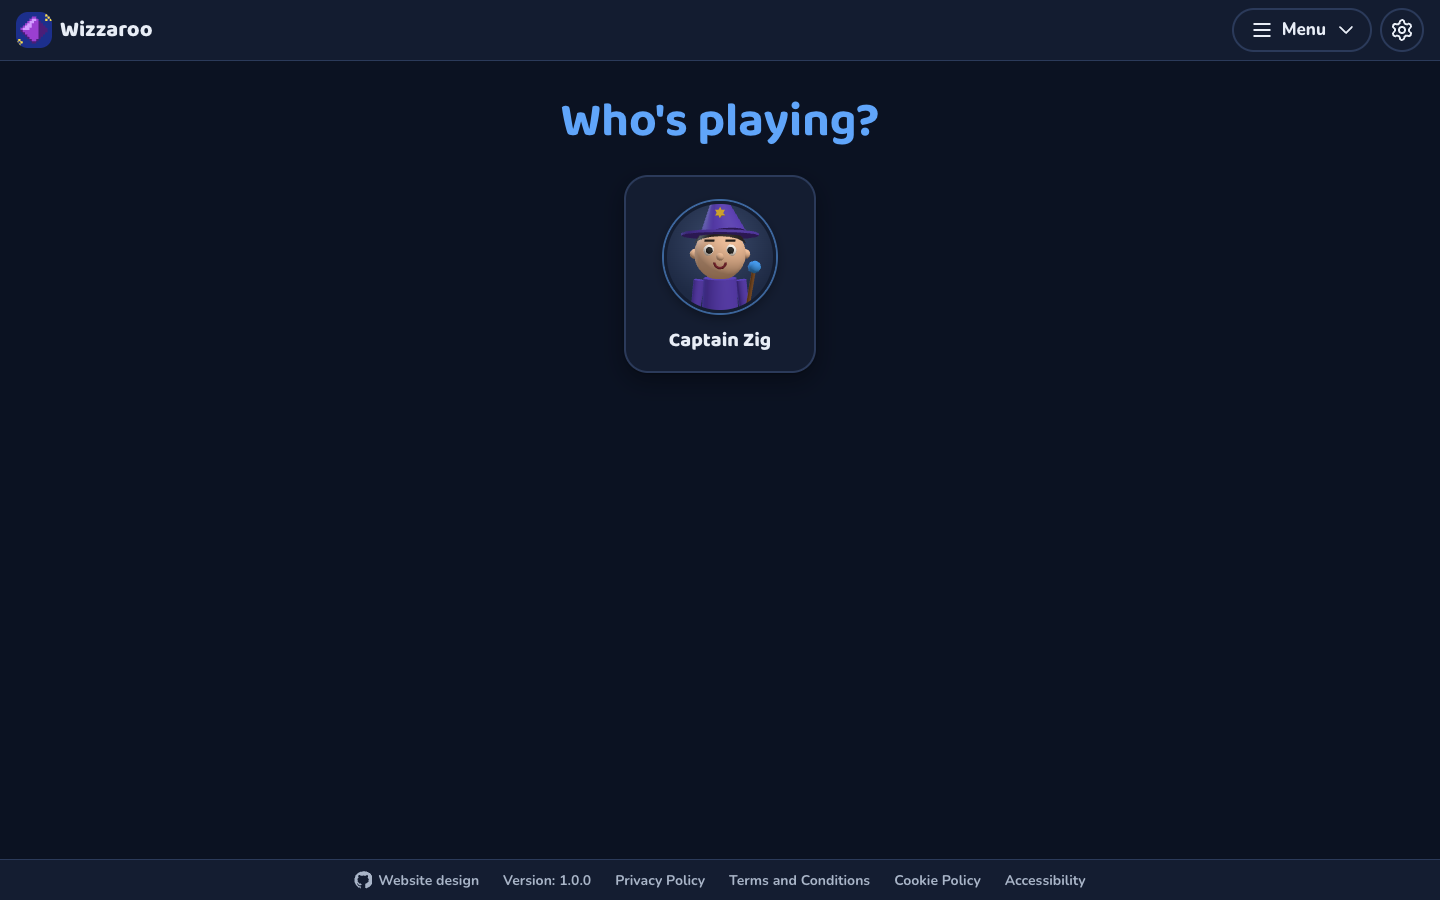 Wizzaroo
Menu
Who's playing?
Captain Zig
Website design Version: 1.0.0 Privacy Policy Terms and Conditions Cookie Policy Accessibility